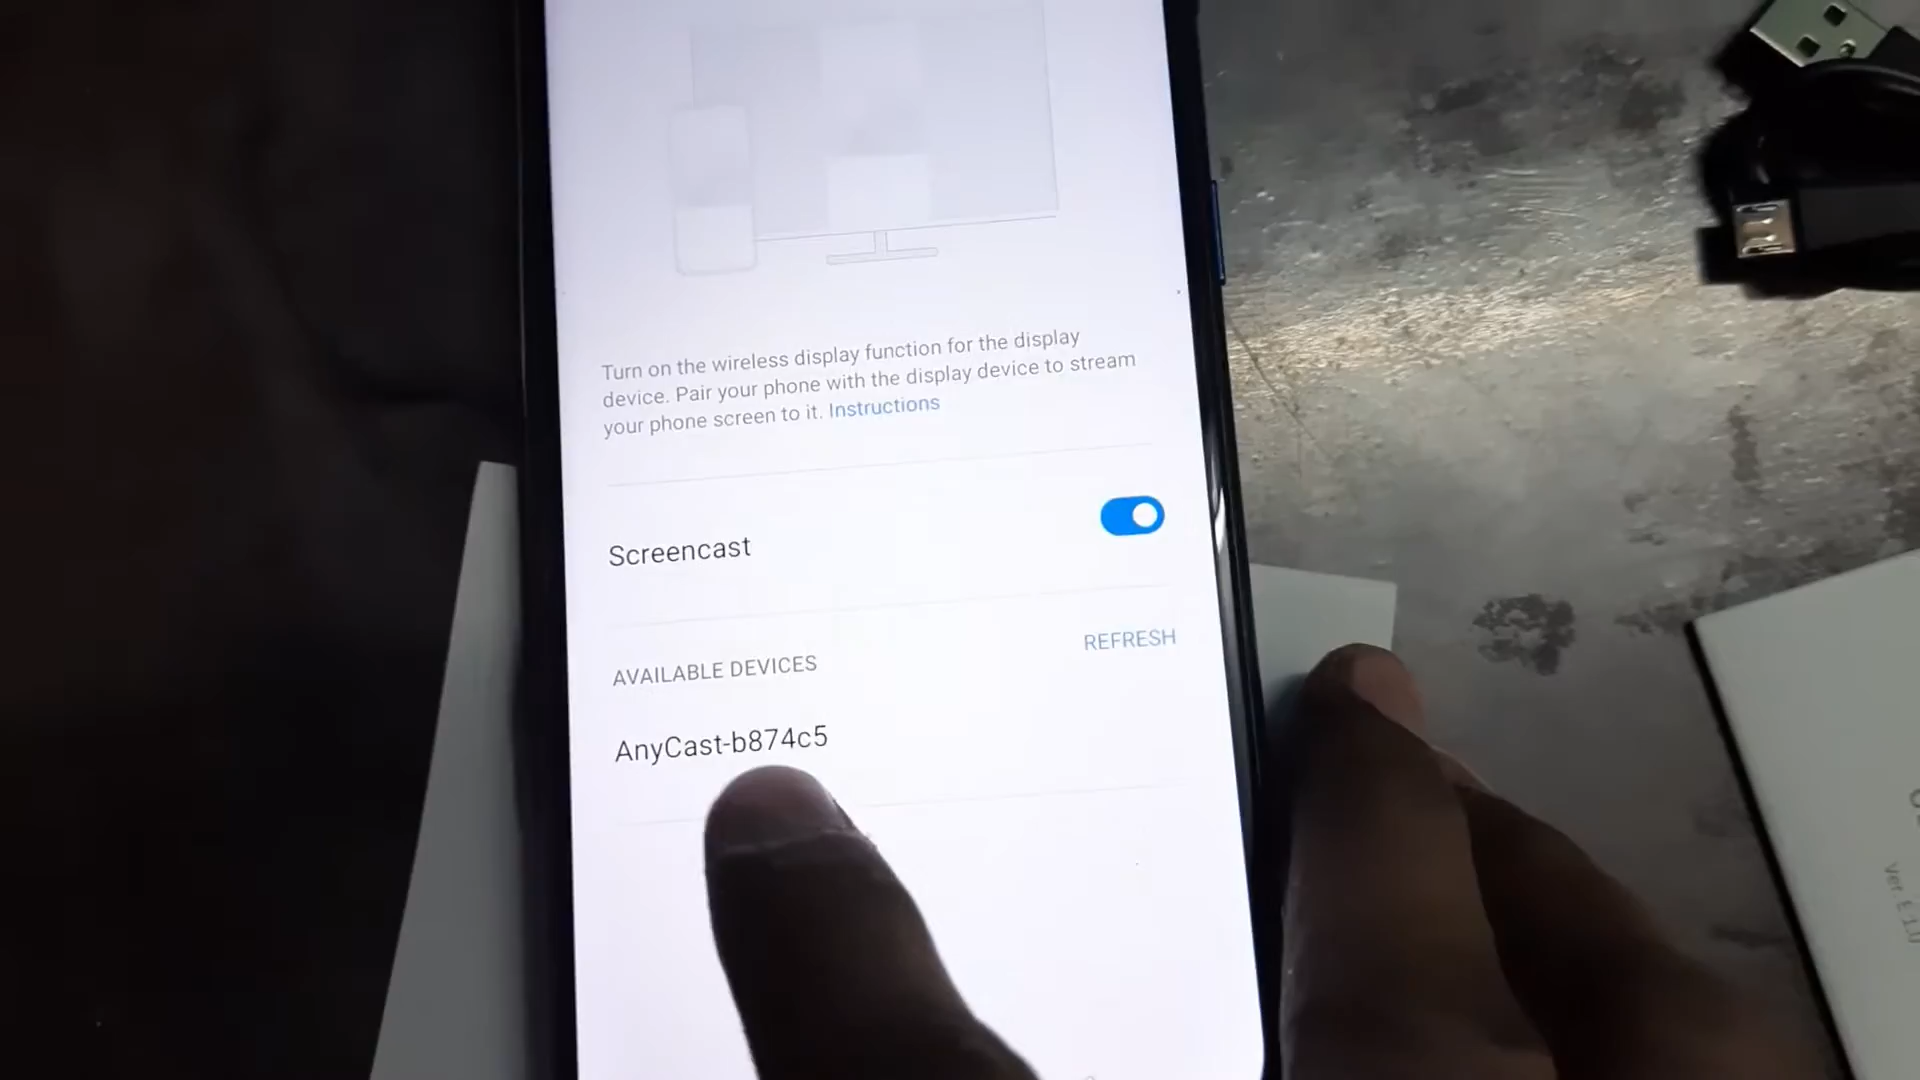 Turn on the wireless display function for the display
device. Pair your phone with the display device to stream
your phone screen to it. Instructions
Screencast
REFRESH
AVAILABLE DEVICES
AnyCast-b874c5